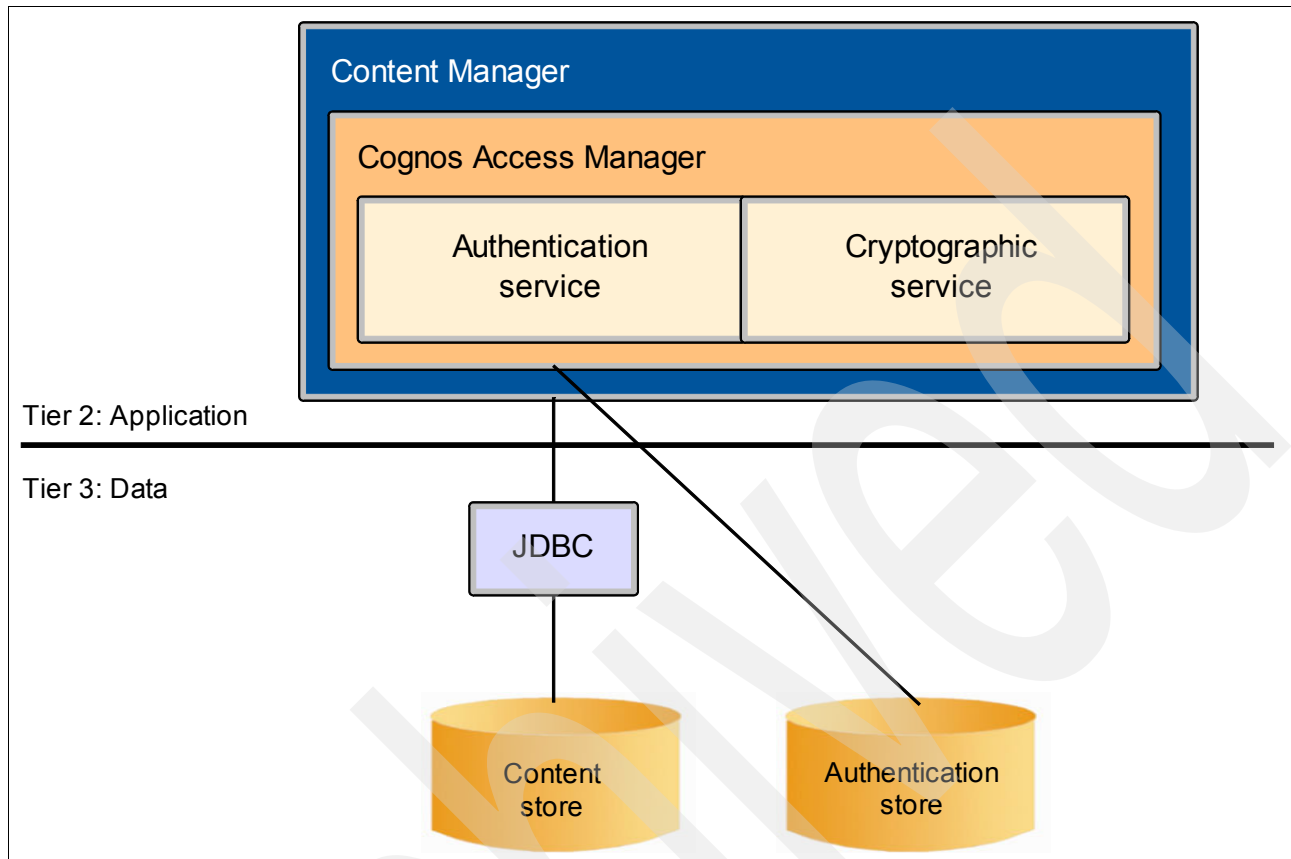 Content Manager
Cognos Access Manager
Authentication
service
Cryptographic
service
Tier 2: Application
Tier 3: Data
JDBC
Content
store
Authentication
store